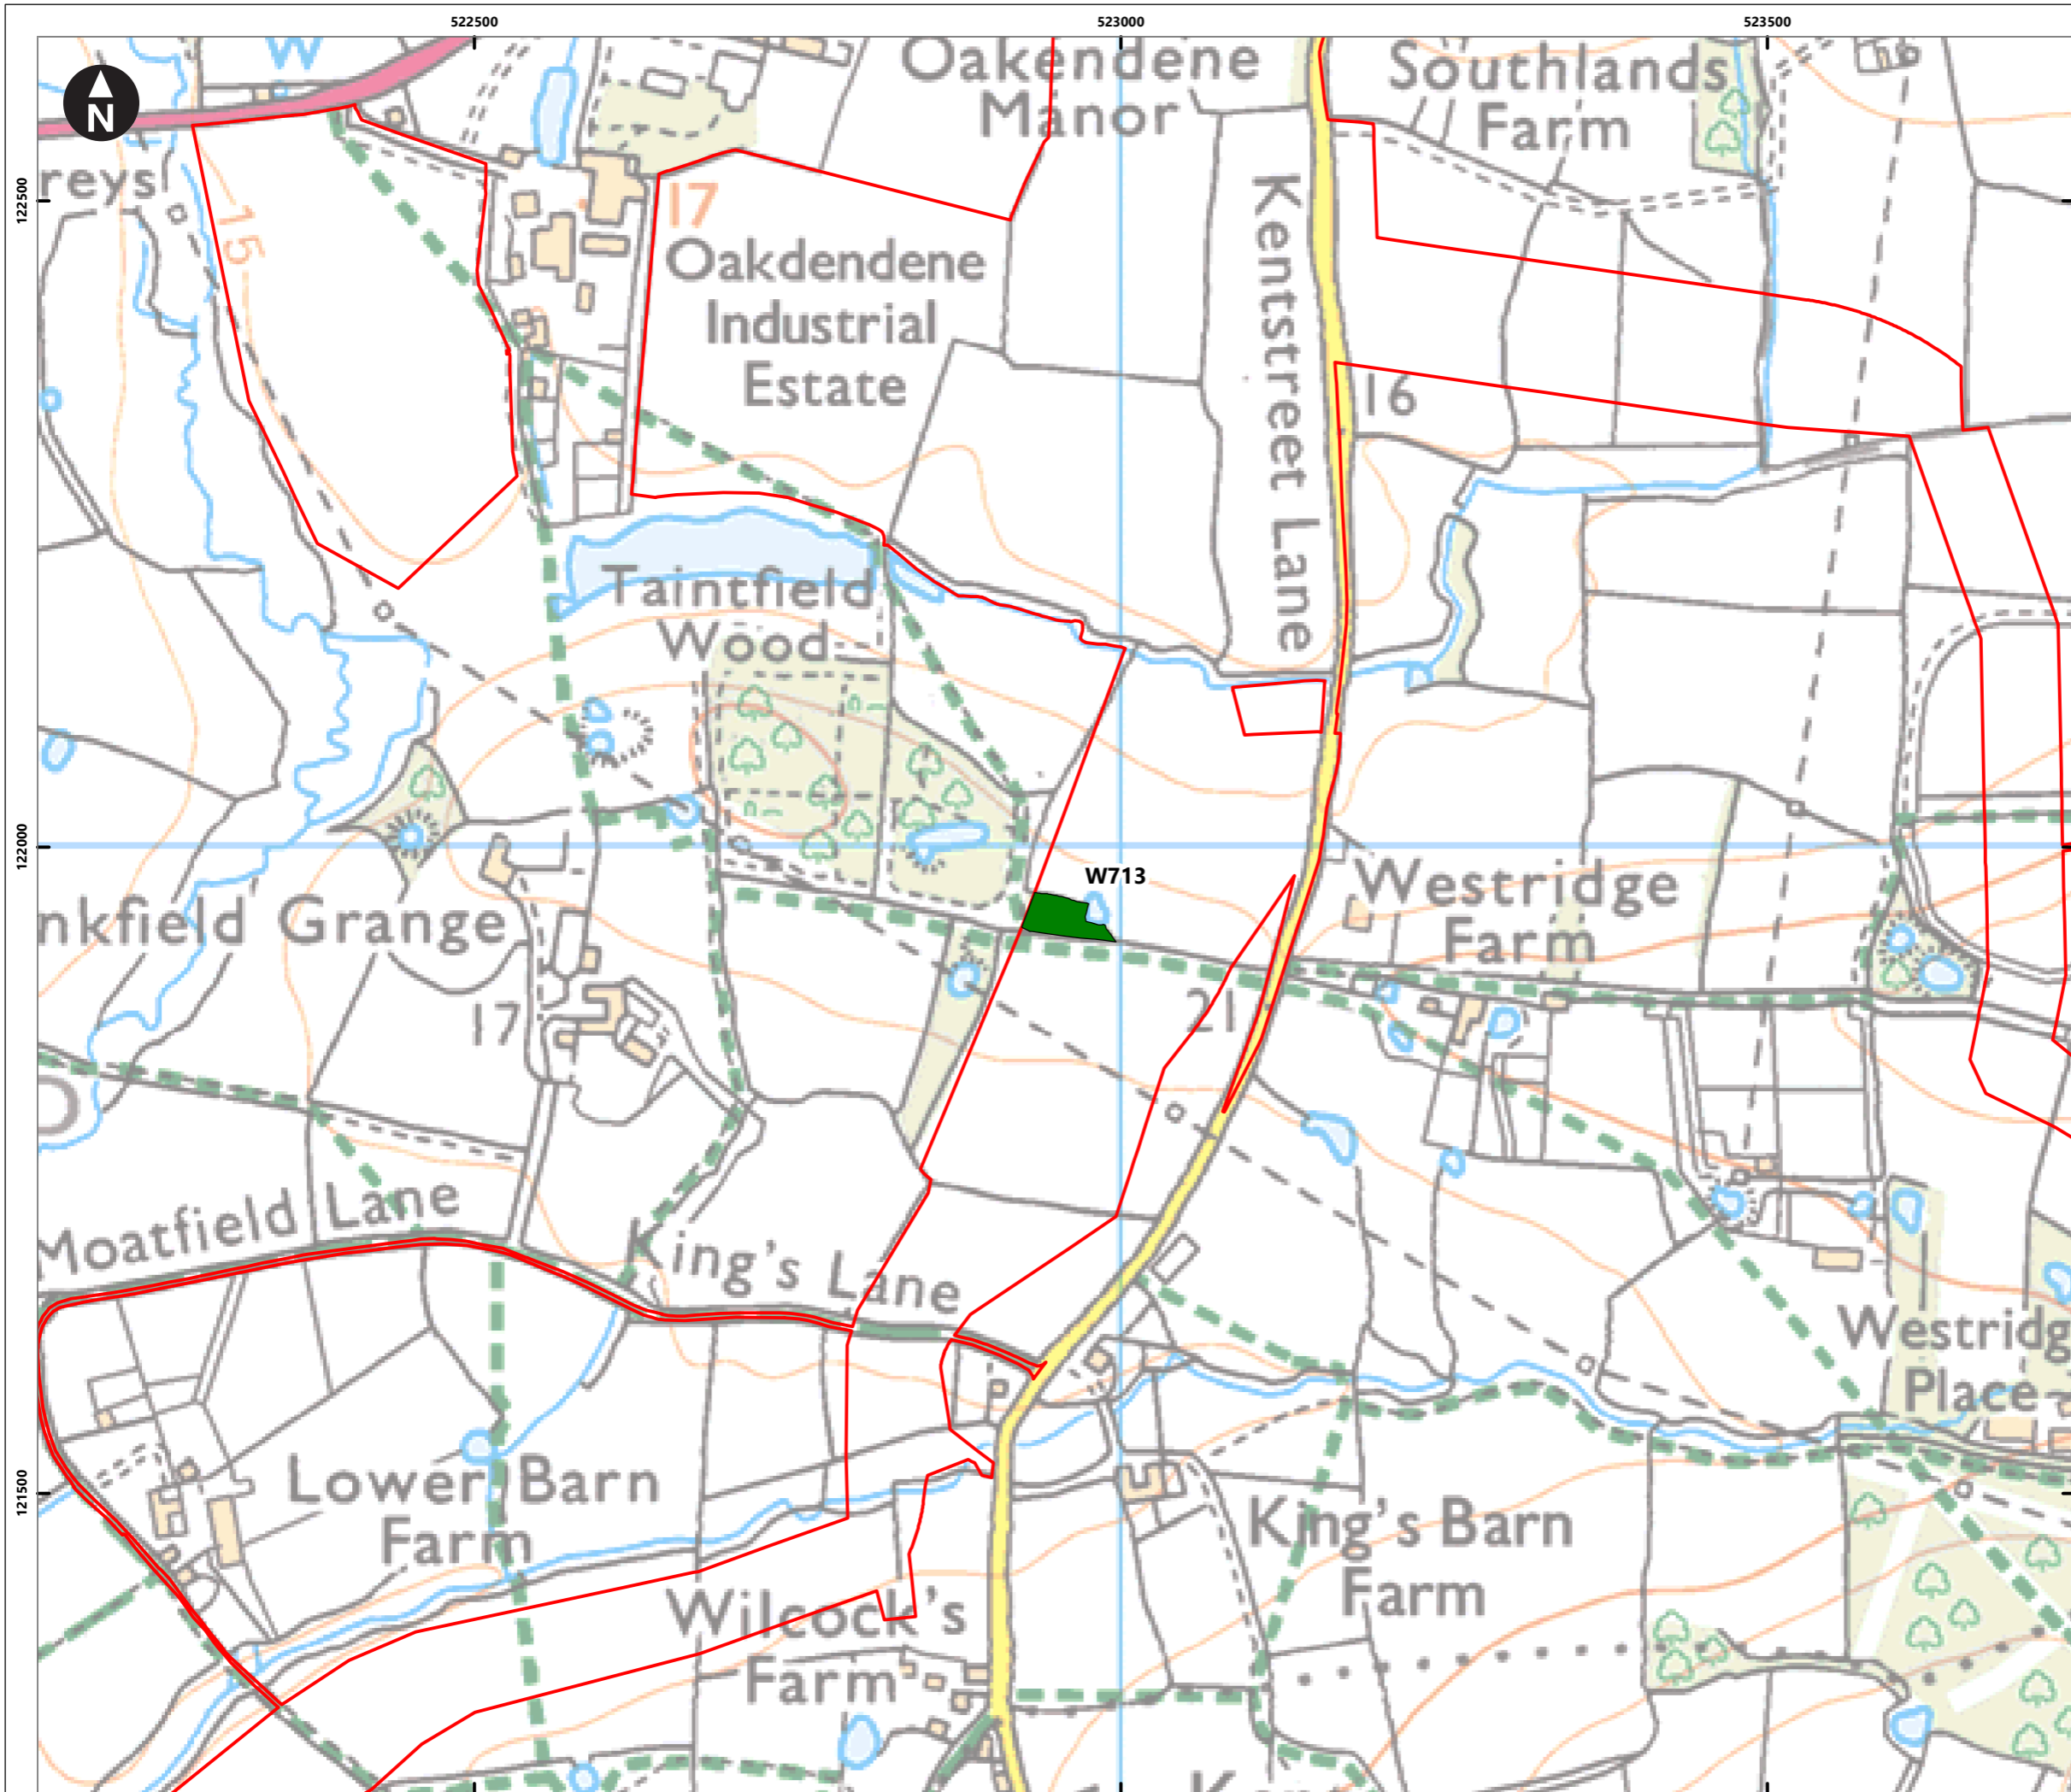 522500
523000
523500
122500
122000
121500
N
W
Oakendene
Manor
Southlands
Farm
reys
15
17
Oakdendene
Industrial
Estate
Kentstreet Lane
16
Taintfield
Wood
W713
Westridge
Farm
nkfield Grange
17
21
Moatfield Lane
King's Lane
Westridg
Place
Lower Barn
Farm
King's Barn
Farm
Wilcock's
Farm